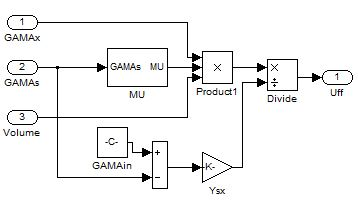 1
GAMAx
2
GAMAs
GAMAs MU
MU
×
Product1
×
÷
Divide
1
Uff
3
Volume
-C-
GAMAin
+
−
K-
Ysx